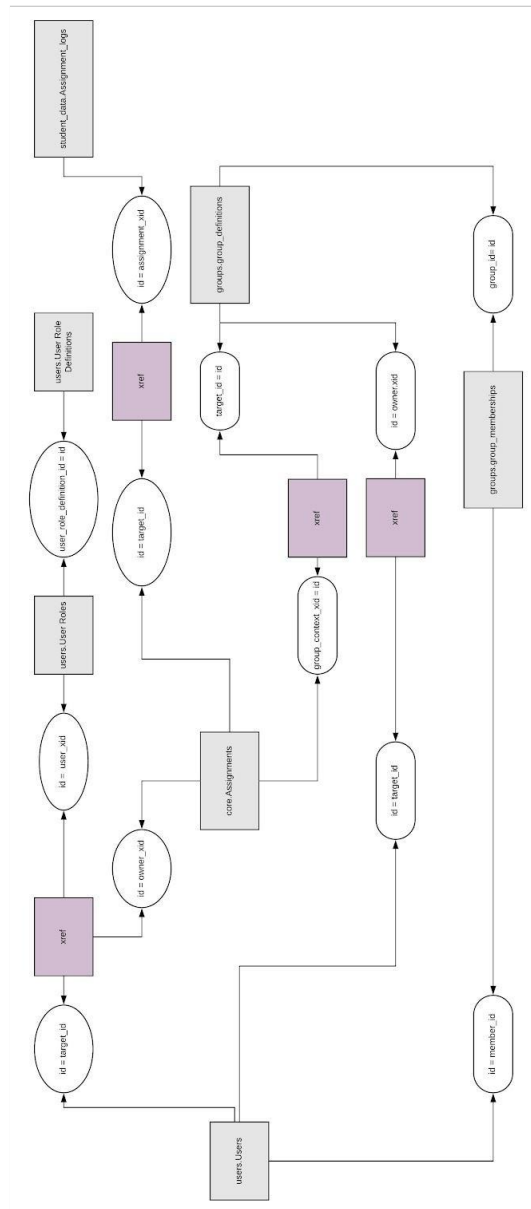 id = target_id
xref
id =  user_xid
users.User Roles
user_role_definition_id = id
users.User Role
Definitions
student_data.Assignment_logs
id = owner_xid
id = target_id
xref
id = assignment_xid
users.Users
core.Assignments
target_id = id
groups.group_definitions
group_context_xid = id
xref
id = target_id
xref
id = owner.xid
id = member_id
groups.group_memberships
group_id= id